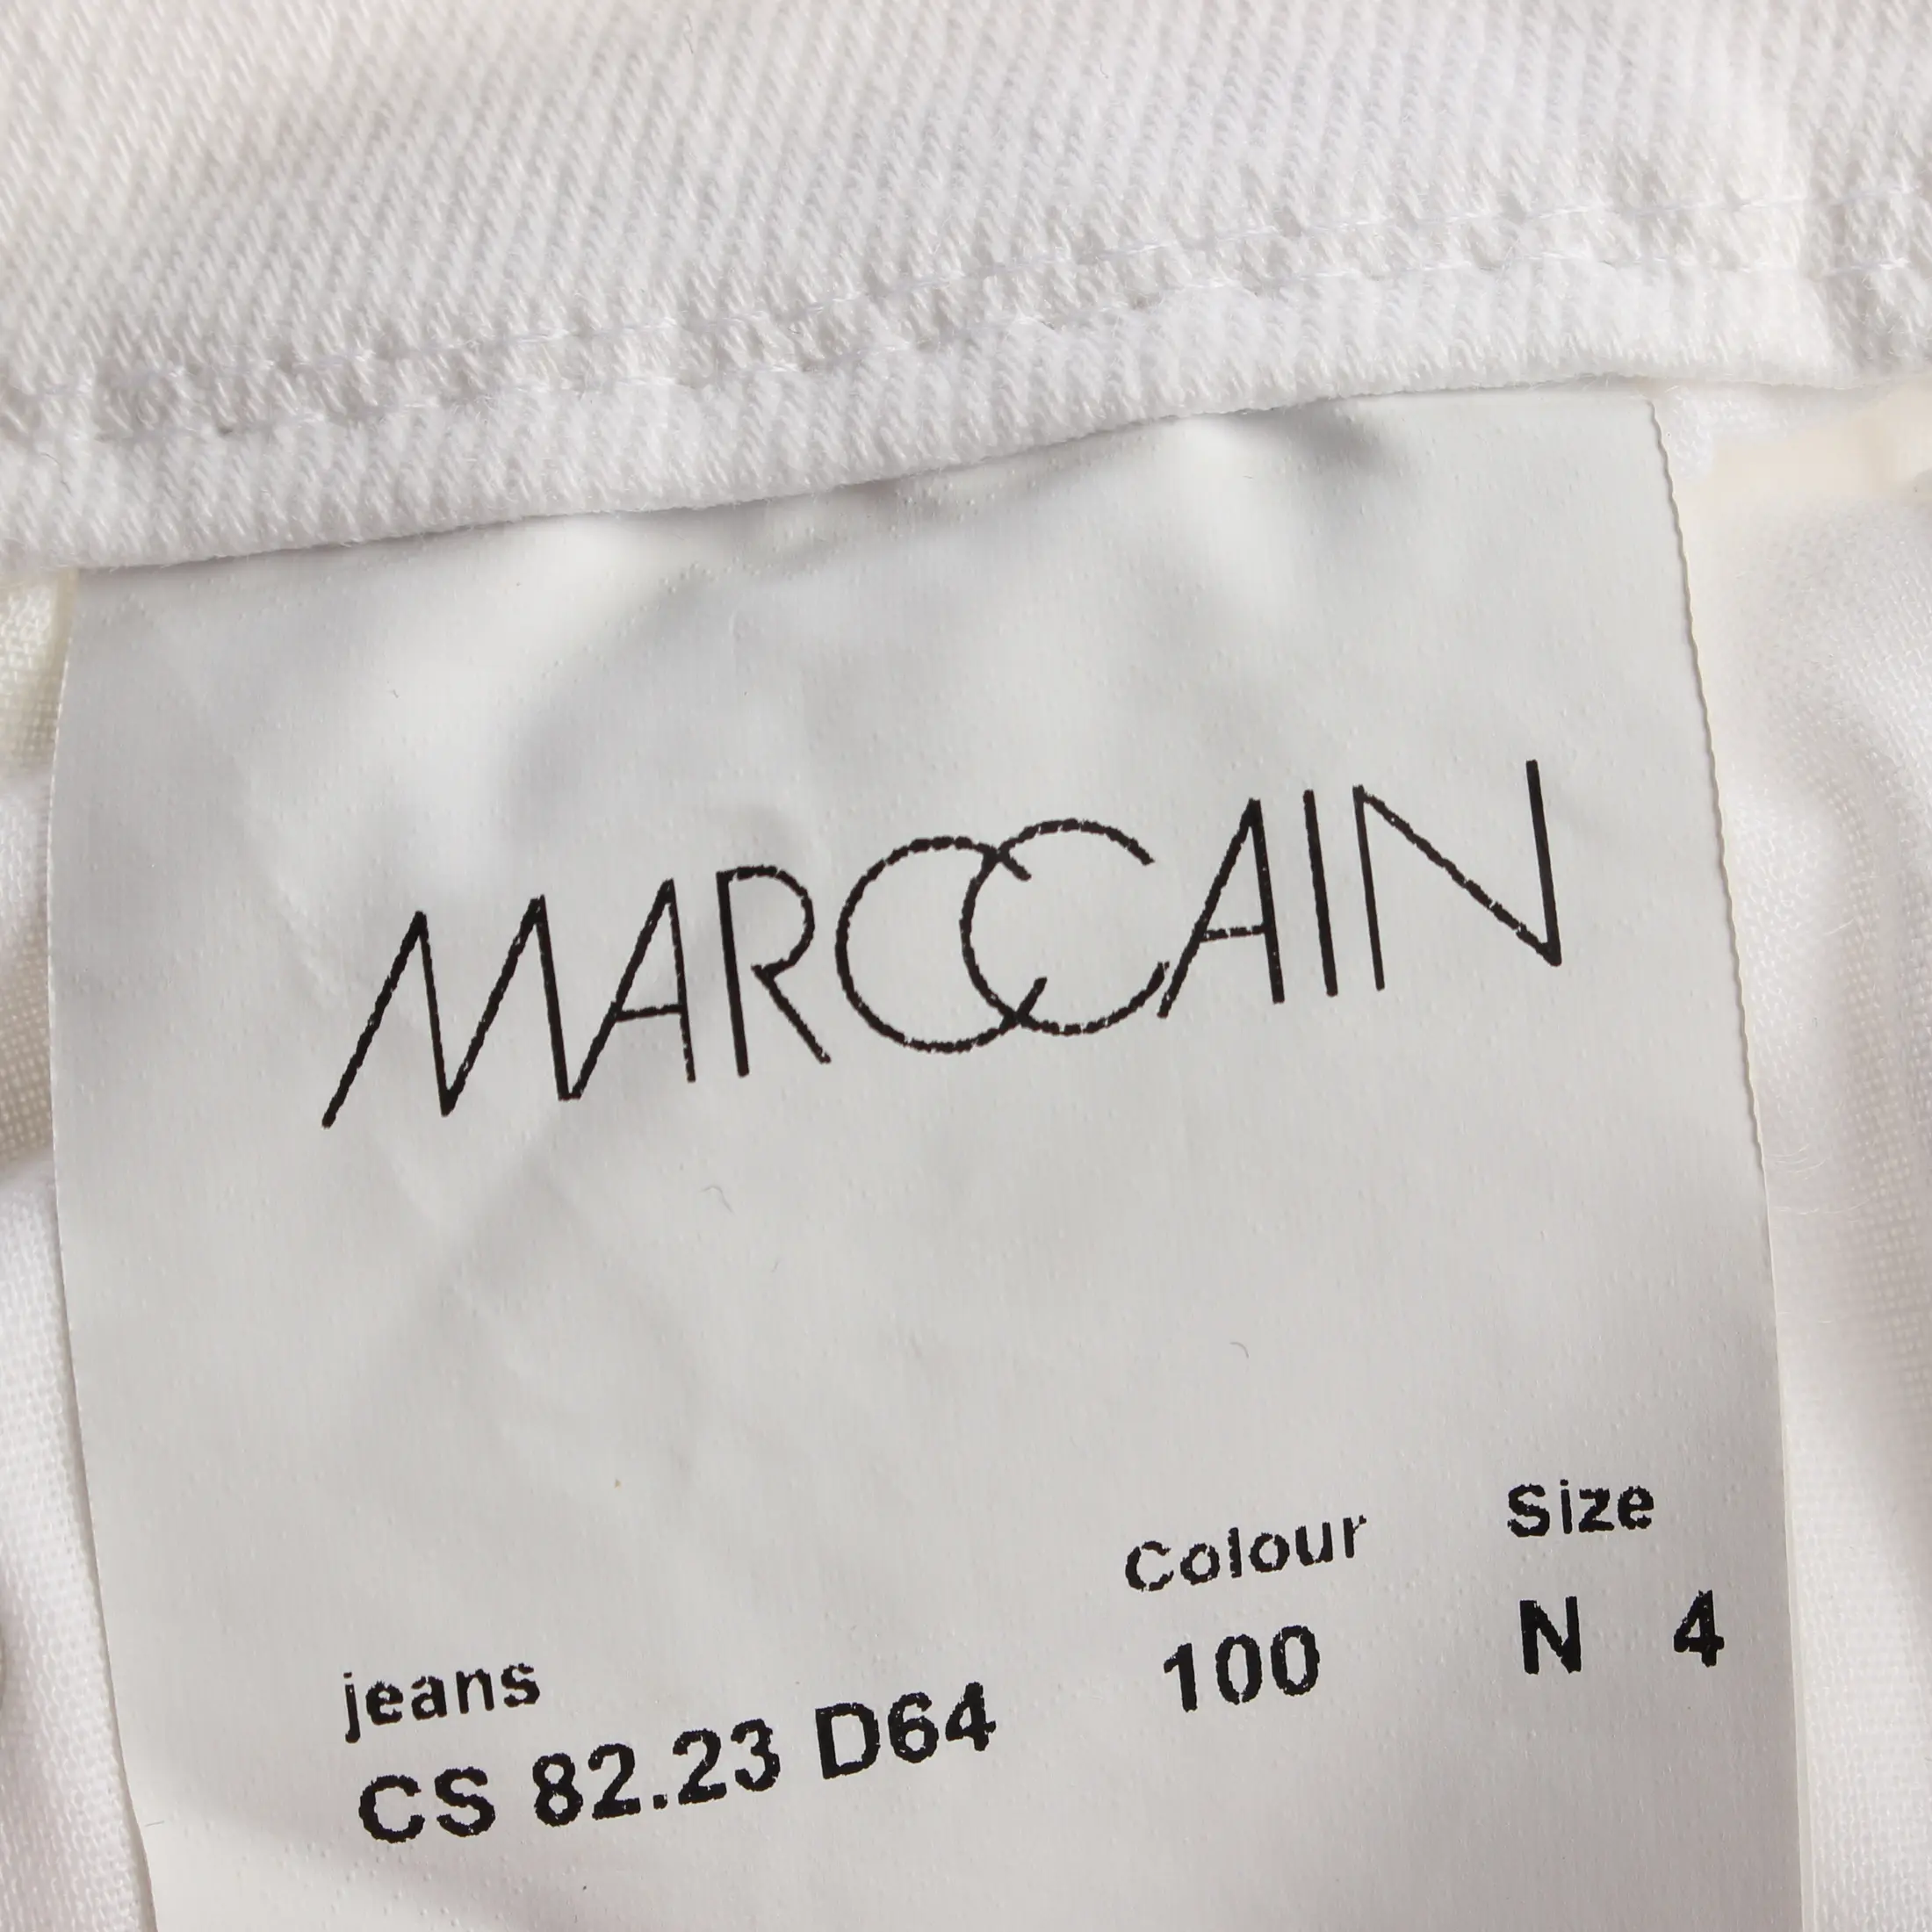 MARCCAIN
Colour Size
jeans 100 N 4
CS 82.23 D64